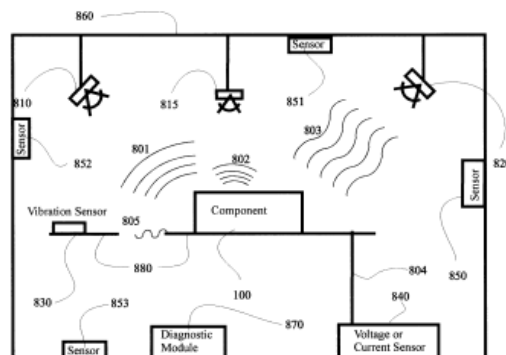 860
Sensor
810
815
851
820
801
803
852
802
Sensor
Sensor
Vibration Sensor
805
Component
804
850
830
880
853
100
870
840
Sensor
Diagnostic
Module
Voltage or
Current Sensor